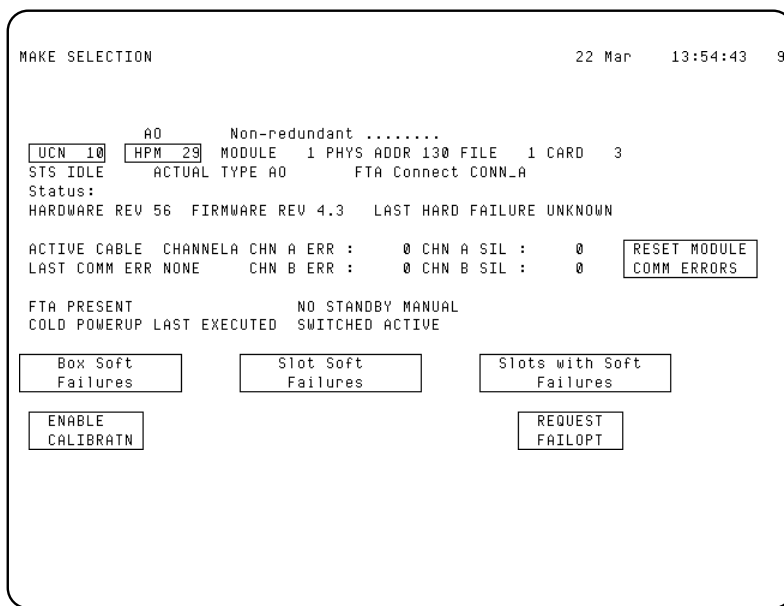 MAKE SELECTION 22 Mar 13:54:43 9
AO Non-redundant ........
UCN 10 HPM 29 MODULE 1 PHYS ADDR 130 FILE 1 CARD 3
STS IDLE ACTUAL TYPE AO FTA Connect CONN_A
Status:
HARDWARE REV 56 FIRMWARE REV 4.3 LAST HARD FAILURE UNKNOWN
ACTIVE CABLE CHANNELA CHN A ERR : 0 CHN A SIL : 0 RESET MODULE
LAST COMM ERR NONE CHN B ERR : 0 CHN B SIL : 0 COMM ERRORS
FTA PRESENT NO STANDBY MANUAL
COLD POWERUP LAST EXECUTED SWITCHED ACTIVE
Box Soft Slot Soft Slots with Soft
Failures Failures Failures
ENABLE REQUEST
CALIBRATN FAILOPT